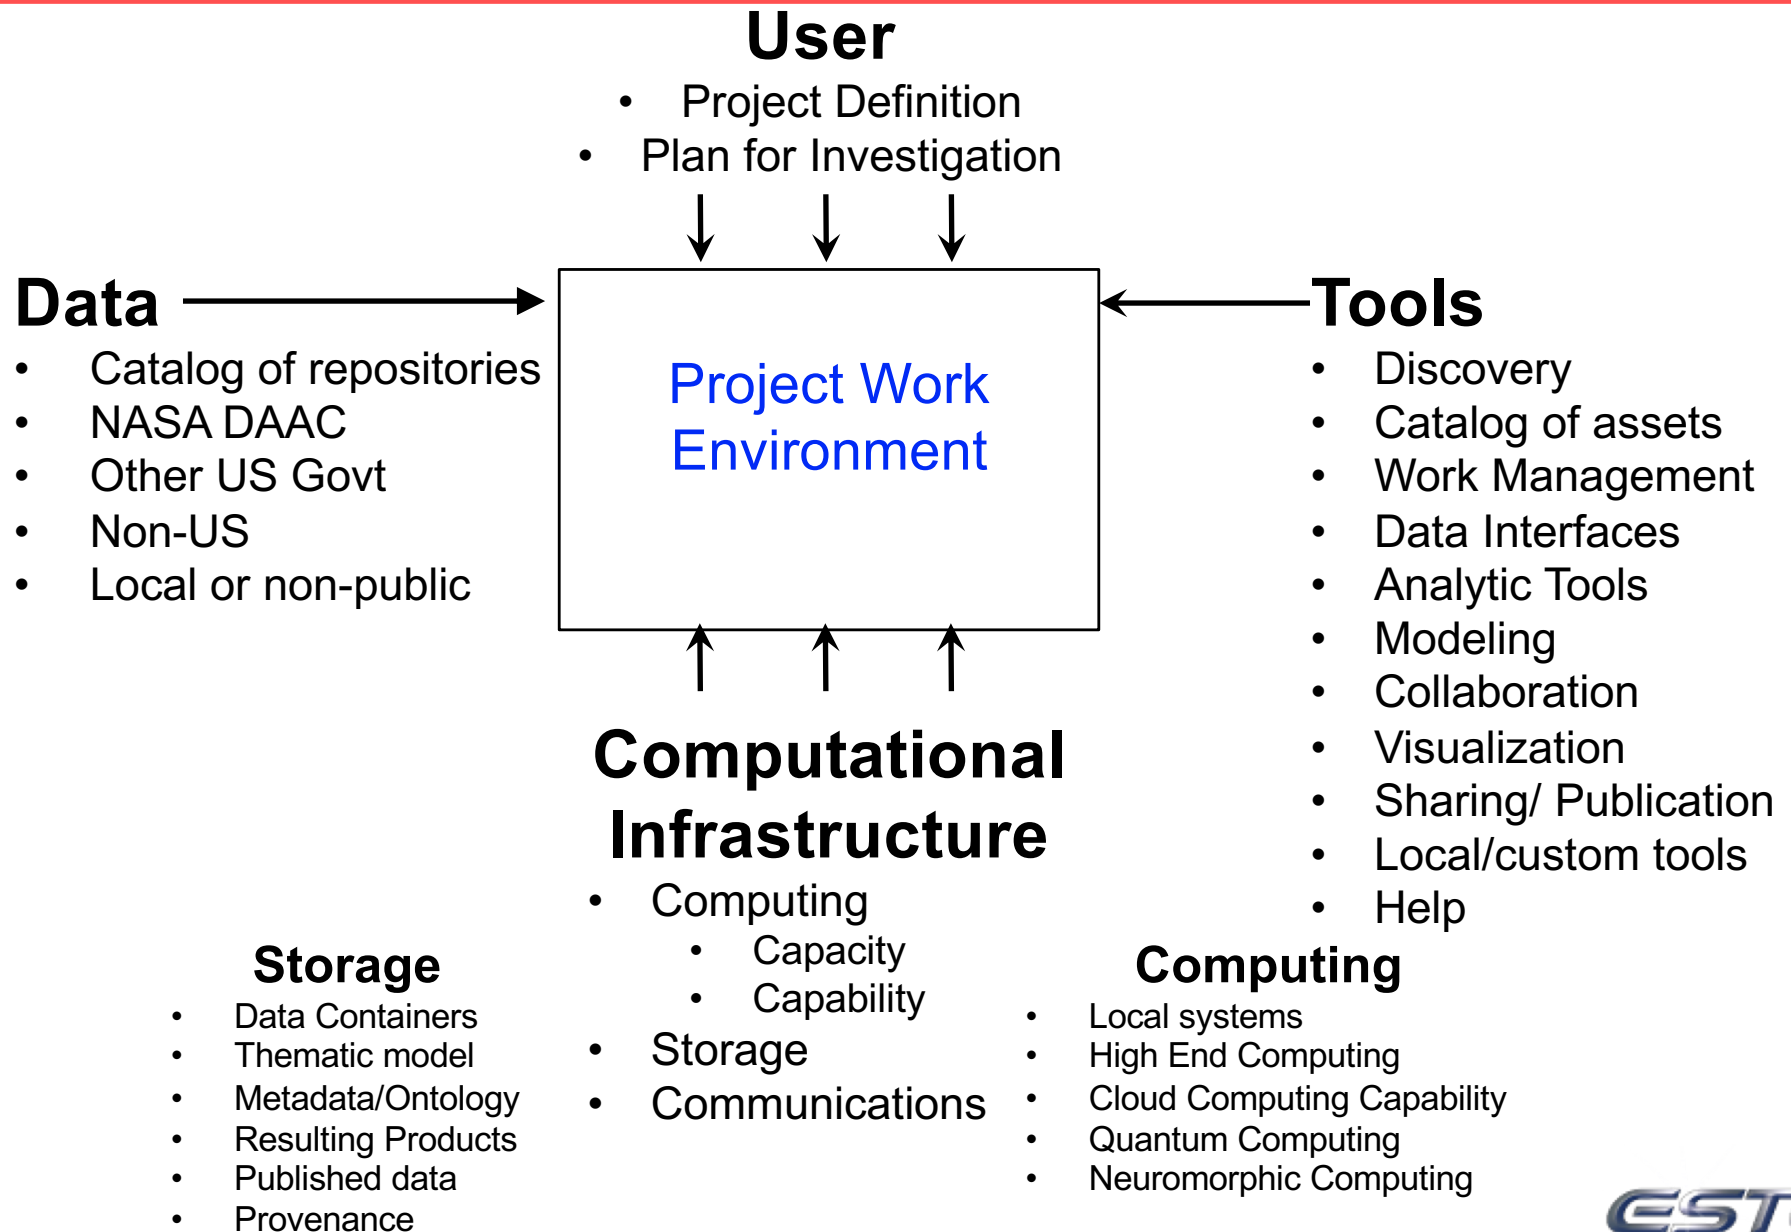 User
• Project Definition
• Plan for Investigation
Data
• Catalog of repositories
• NASA DAAC
• Other US Govt
• Non-US
• Local or non-public
Project Work
Environment
Tools
• Discovery
• Catalog of assets
• Work Management
• Data Interfaces
• Analytic Tools
• Modeling
• Collaboration
• Visualization
• Sharing/ Publication
• Local/custom tools
• Help
Computational
Infrastructure
• Computing
• Capacity
• Capability
• Storage
• Communications
Storage
• Data Containers
• Thematic model
• Metadata/Ontology
• Resulting Products
• Published data
• Provenance
Computing
• Local systems
• High End Computing
• Cloud Computing Capability
• Quantum Computing
• Neuromorphic Computing